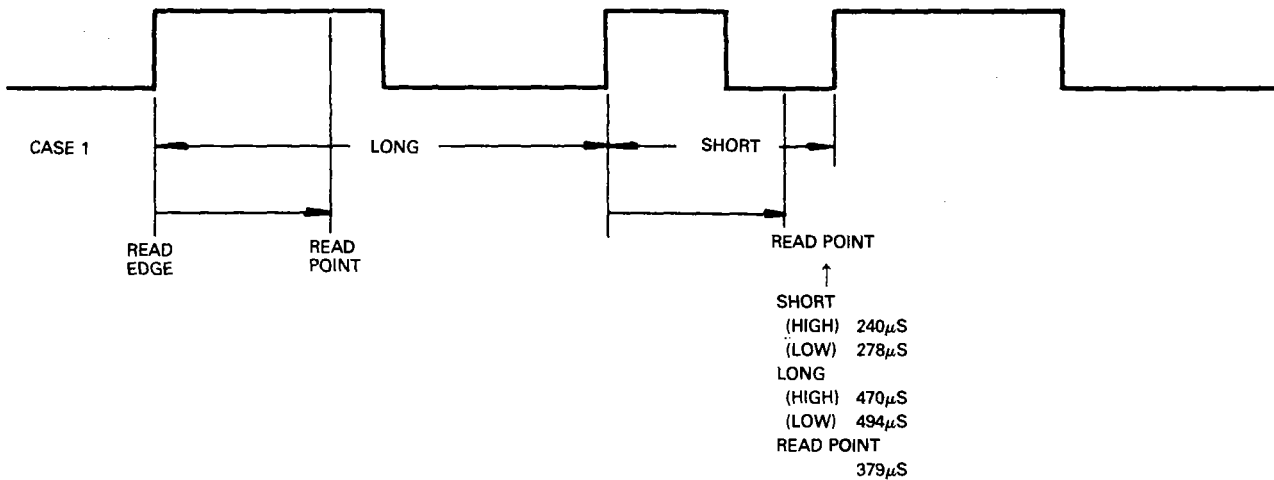 CASE 1
LONG
SHORT
READ
EDGE
READ
POINT
READ POINT
↑
SHORT
(HIGH) 240μS
(LOW) 278μS
LONG
(HIGH) 470μS
(LOW) 494μS
READ POINT
379μS